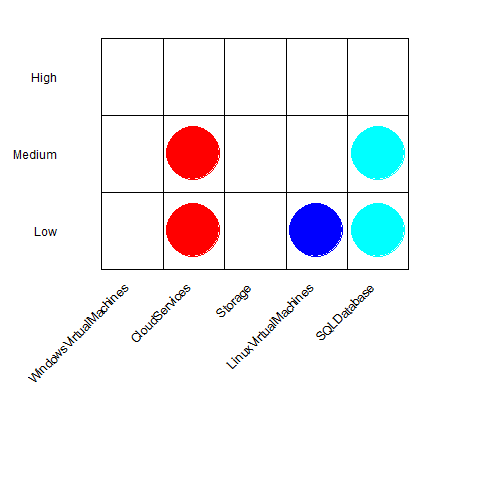 High
Medium
Low
WindowsVirtualMachines
CloudServices
Storage
LinuxVirtualMachines
SQLDatabase